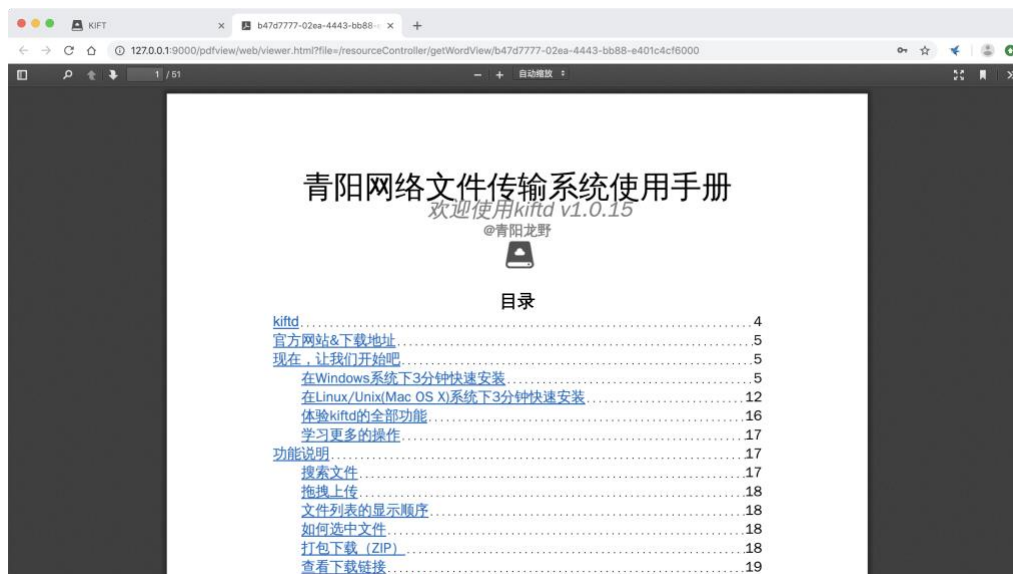 KIFT
b47d7777-02ea-4443-bb88-
127.0.0.1:9000/pdfview/web/viewer.html?file=/resourceController/getWordView/b47d7777-02ea-4443-bb88-e401c4cf6000
1 / 51
自动缩放
青阳网络文件传输系统使用手册
欢迎使用kiftd v1.0.15
@青阳龙野
目录
kiftd 4
官方网站&下载地址 5
现在，让我们开始吧 5
在Windows系统下3分钟快速安装 5
在Linux/Unix(Mac OS X)系统下3分钟快速安装 12
体验kiftd的全部功能 16
学习更多的操作 17
功能说明 17
搜索文件 17
拖拽上传 18
文件列表的显示顺序 18
如何选中文件 18
打包下载（ZIP） 18
查看下载链接 19